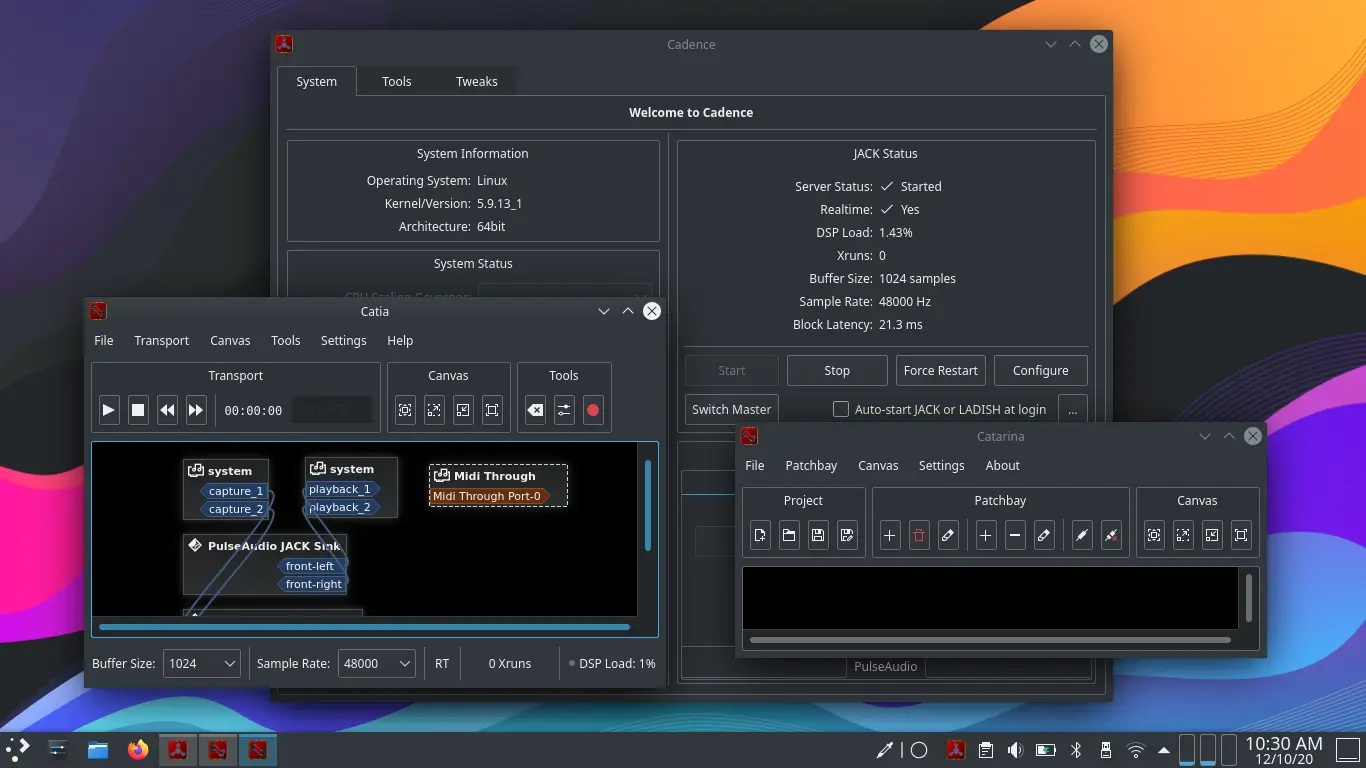 Cadence
System Tools Tweaks
Welcome to Cadence
System Information
Operating System: Linux
Kernel/Version: 5.9.13_1
Architecture: 64bit
System Status
CPU Scaling Governor:
JACK Status
Server Status: Started
Realtime: Yes
DSP Load: 1.43%
Xruns: 0
Buffer Size: 1024 samples
Sample Rate: 48000 Hz
Block Latency: 21.3 ms
Start Stop Force Restart Configure
Switch Master Auto-start JACK or LADISH at login ...
PulseAudio
Catia
File Transport Canvas Tools Settings Help
Transport Canvas Tools
00:00:00
system
capture_1
capture_2
system
playback_1
playback_2
Midi Through
Midi Through Port-0
PulseAudio JACK Sink
front-left
front-right
Buffer Size: 1024 Sample Rate: 48000 RT 0 Xruns DSP Load: 1%
Catarina
File Patchbay Canvas Settings About
Project Patchbay Canvas
10:30 AM
12/10/20